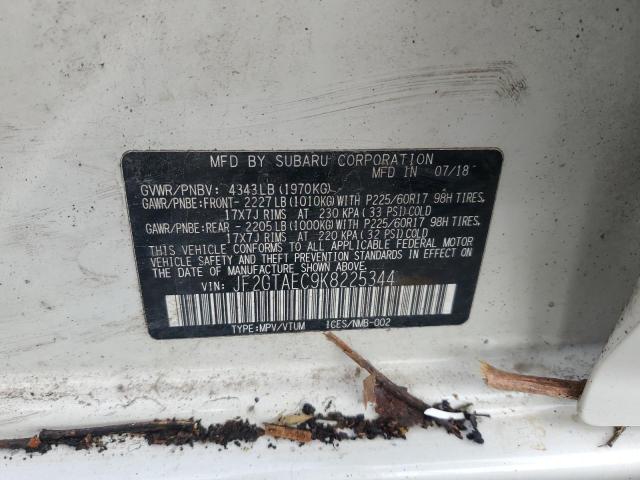 MFD BY SUBARU CORPORATION
MFD IN 07/18
GVWR/PNBV: 4343LB (1970KG)
GAWR/PNBE:FRONT- 2227LB (1010KG) WITH P225/60R17 98H TIRES,
17X7J RIMS AT 230 KPA (33 PSI) COLD
GAWR/PNBE:REAR - 2205LB (1000KG) WITH P225/60R17 98H TIRES,
17X7J RIMS AT 220 KPA (32 PSI) COLD
THIS VEHICLE CONFORMS TO ALL APPLICABLE FEDERAL MOTOR
VEHICLE SAFETY AND THEFT PREVENTION STANDARDS IN EFFECT ON
THE DATE OF MANUFACTURE SHOWN ABOVE.
VIN: JF2GTAEC9K8225344
TYPE:MPV/VTUM ICES/NMB-002